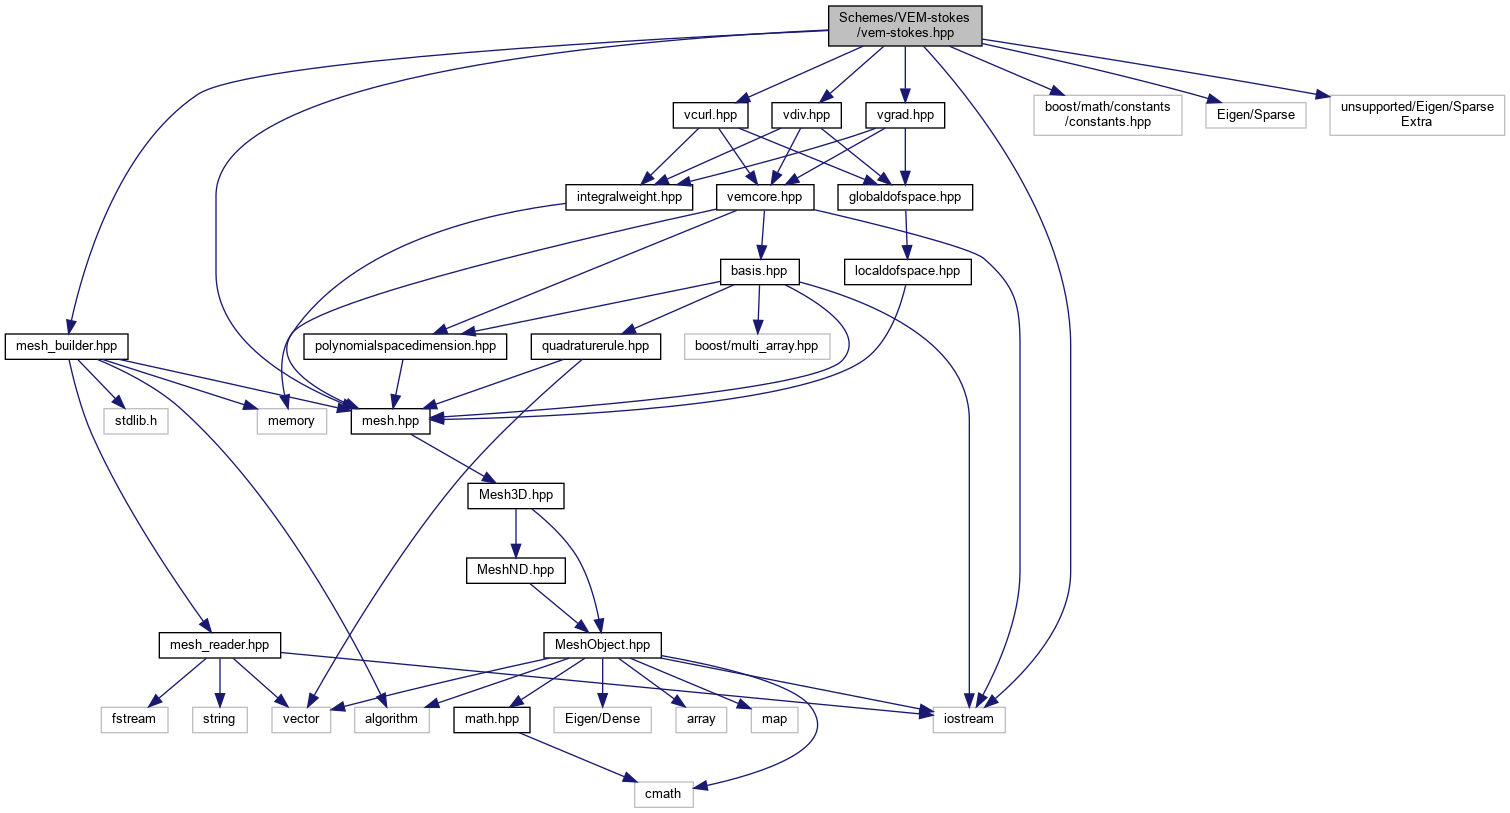 Schemes/VEM-stokes
/vem-stokes.hpp
vcurl.hpp
vdiv.hpp
vgrad.hpp
boost/math/constants
/constants.hpp
Eigen/Sparse
unsupported/Eigen/Sparse
Extra
integralweight.hpp
vemcore.hpp
globaldofspace.hpp
basis.hpp
localdofspace.hpp
mesh_builder.hpp
polynomialspacedimension.hpp
quadraturerule.hpp
boost/multi_array.hpp
stdlib.h
memory
mesh.hpp
Mesh3D.hpp
MeshND.hpp
mesh_reader.hpp
MeshObject.hpp
fstream
string
vector
algorithm
math.hpp
Eigen/Dense
array
map
iostream
cmath